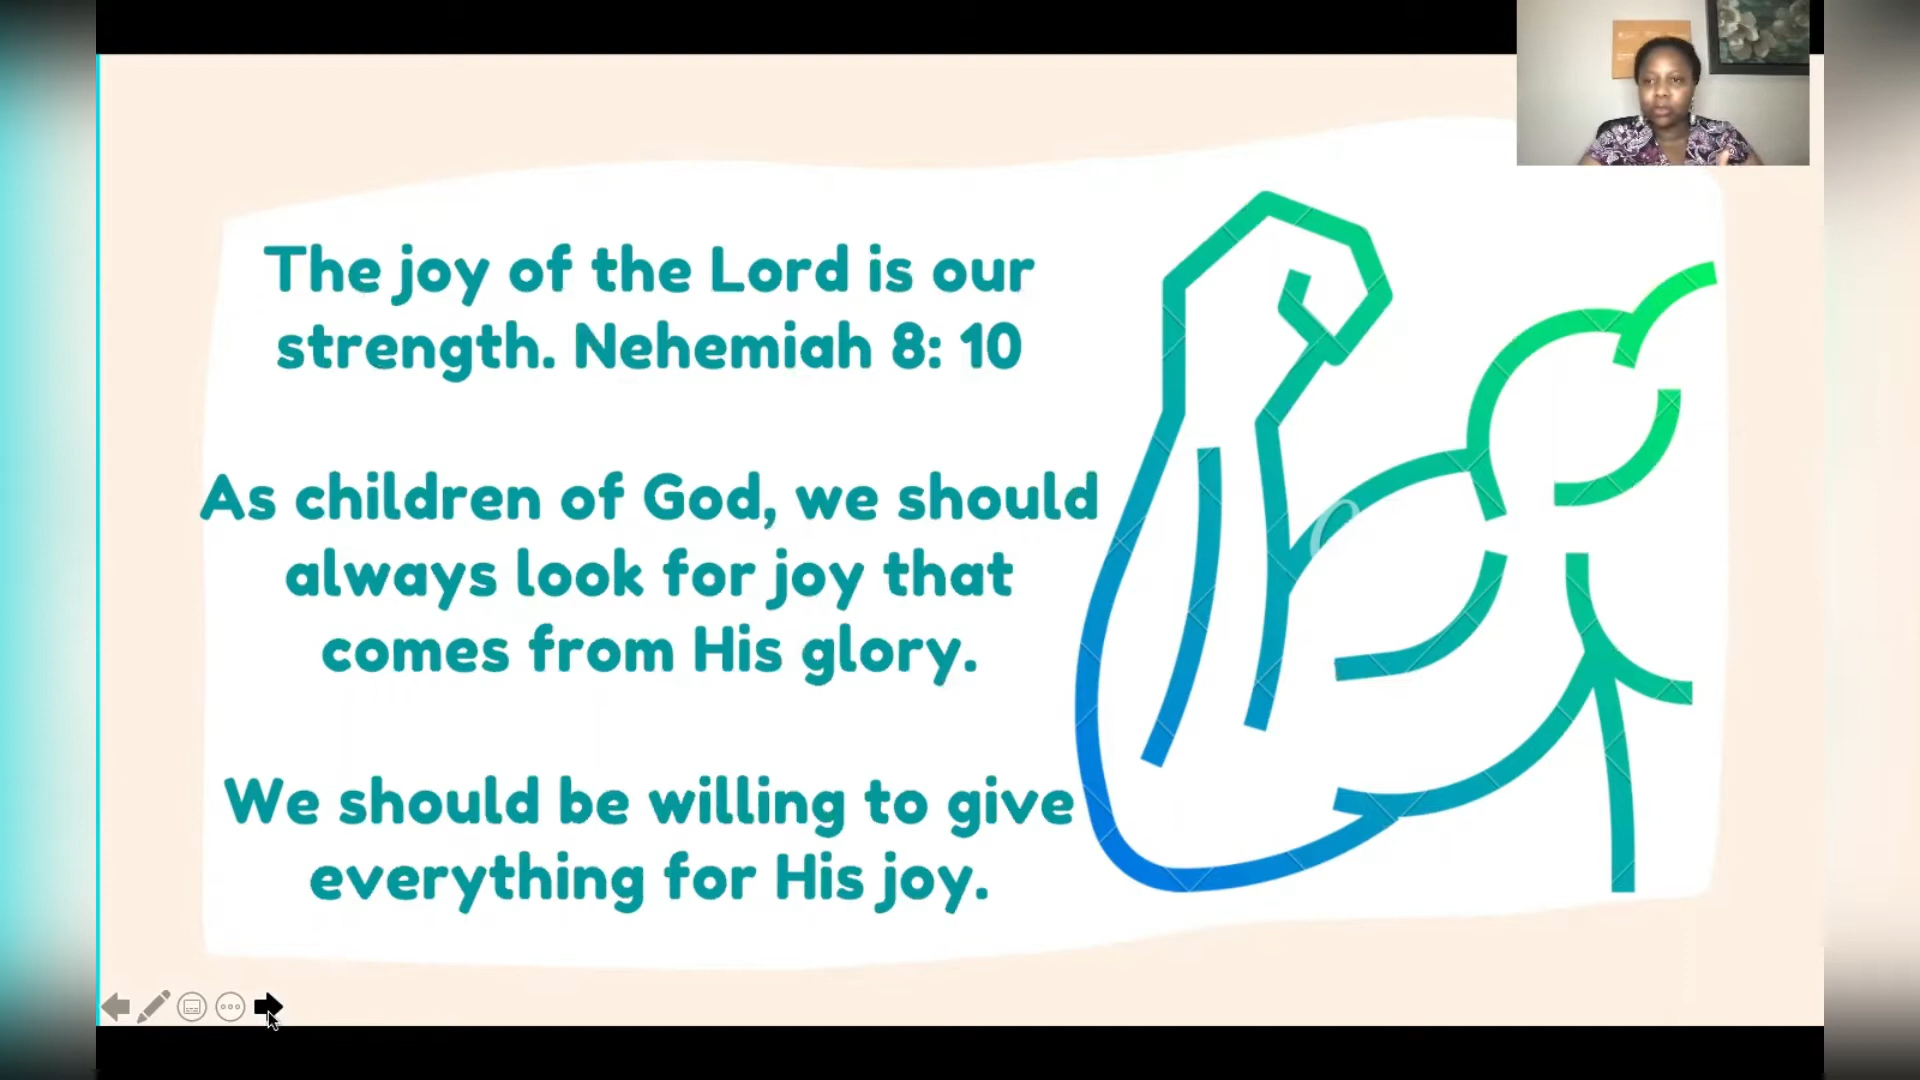 The joy of the Lord is our
strength. Nehemiah 8: 10
As children of God, we should
always look for joy that
comes from His glory.
We should be willing to give
everything for His joy.